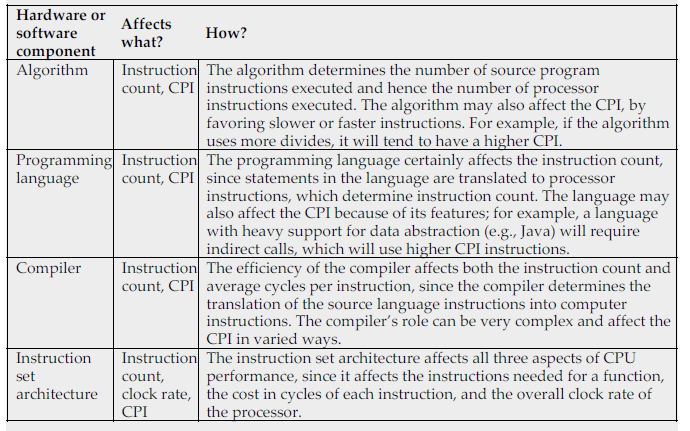 Hardware or
software
component
Affects
what?
How?
Algorithm
Instruction
count, CPI
The algorithm determines the number of source program
instructions executed and hence the number of processor
instructions executed. The algorithm may also affect the CPI, by
favoring slower or faster instructions. For example, if the algorithm
uses more divides, it will tend to have a higher CPI.
Programming
language
Instruction
count, CPI
The programming language certainly affects the instruction count,
since statements in the language are translated to processor
instructions, which determine instruction count. The language may
also affect the CPI because of its features; for example, a language
with heavy support for data abstraction (e.g., Java) will require
indirect calls, which will use higher CPI instructions.
Compiler
Instruction
count, CPI
The efficiency of the compiler affects both the instruction count and
average cycles per instruction, since the compiler determines the
translation of the source language instructions into computer
instructions. The compiler’s role can be very complex and affect the
CPI in varied ways.
Instruction
set
architecture
Instruction
count,
clock rate,
CPI
The instruction set architecture affects all three aspects of CPU
performance, since it affects the instructions needed for a function,
the cost in cycles of each instruction, and the overall clock rate of
the processor.